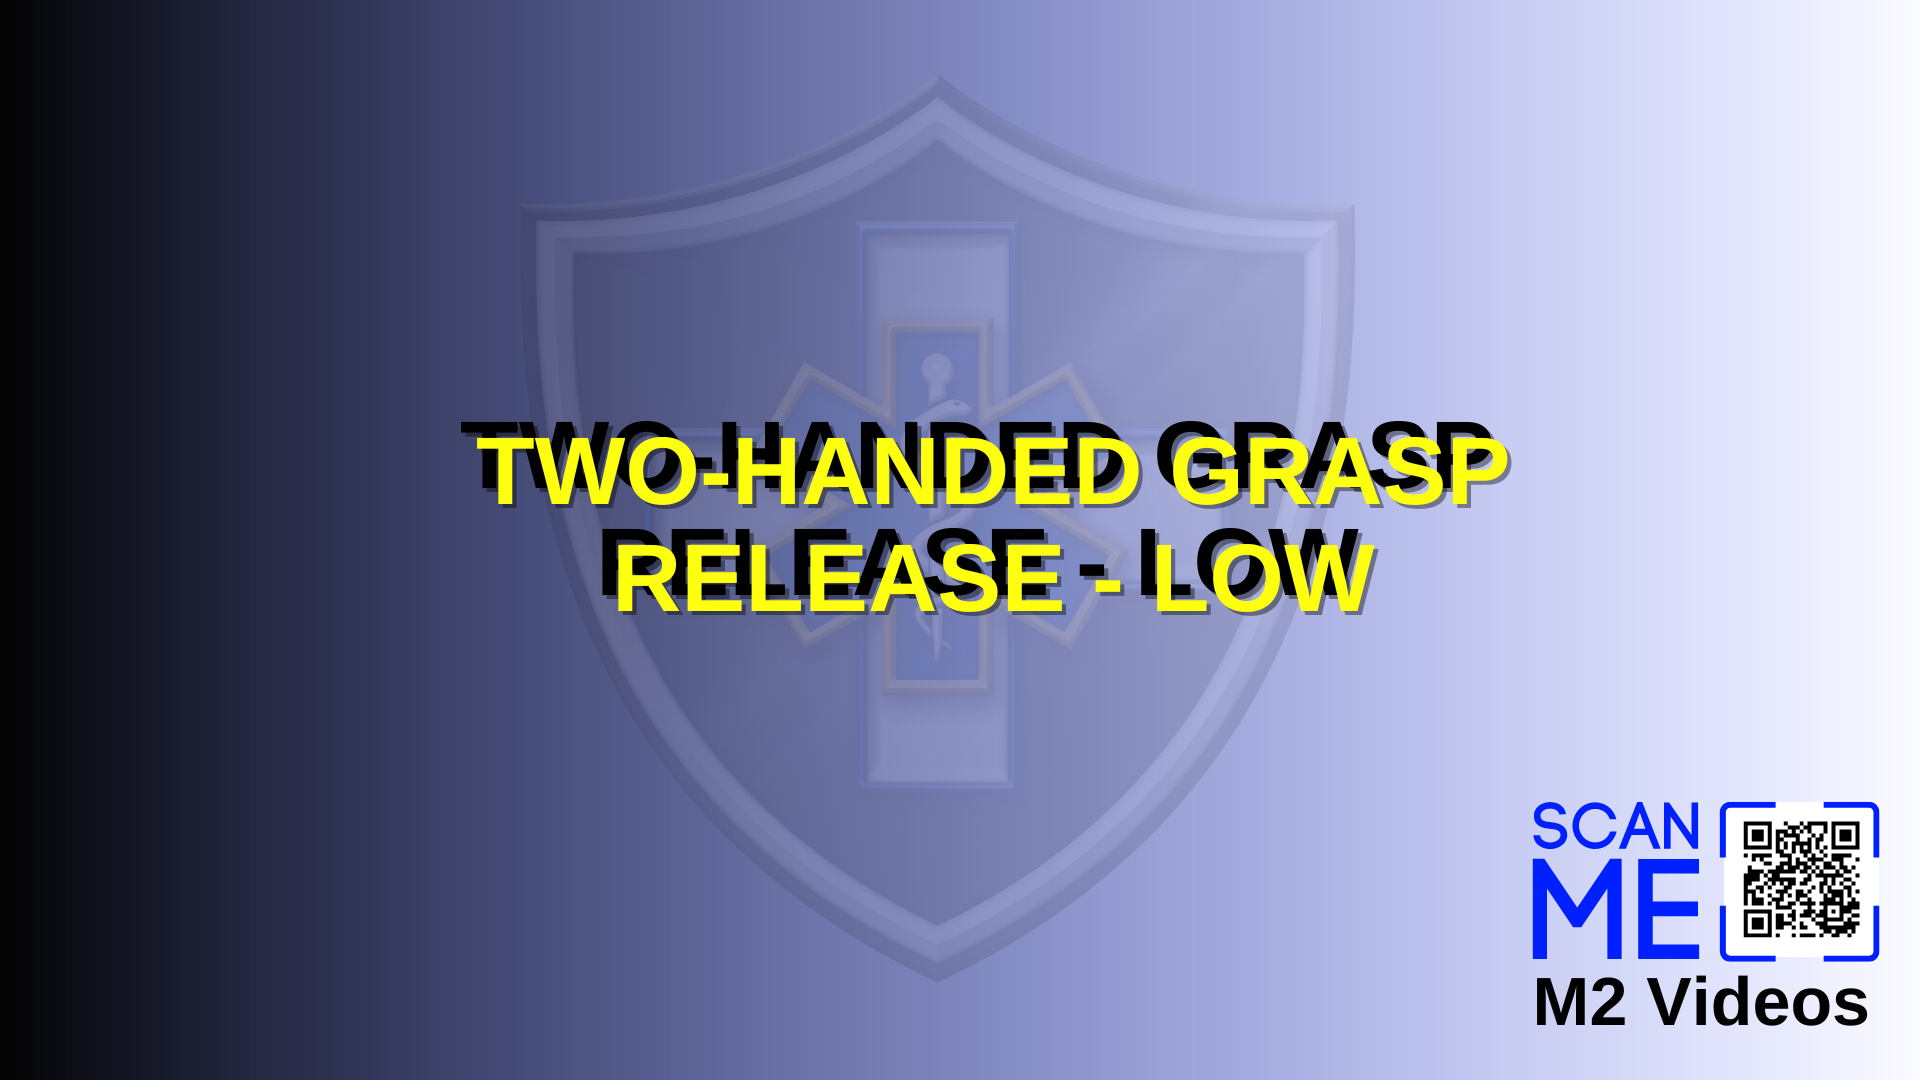 TWO-HANDED GRASP
RELEASE - LOW
SCAN
ME
M2 Videos